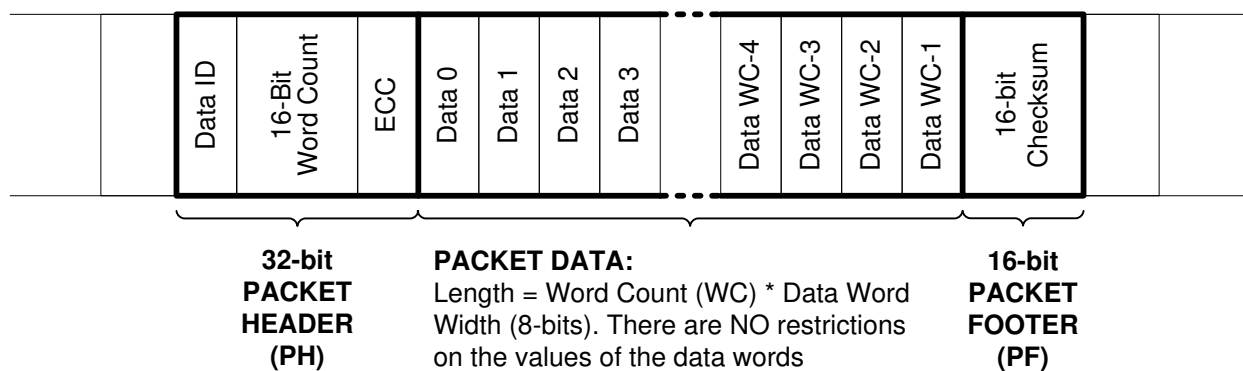 Data ID
16-Bit
Word Count
ECC
Data 0
Data 1
Data 2
Data 3
Data WC-4
Data WC-3
Data WC-2
Data WC-1
16-bit
Checksum
32-bit
PACKET
HEADER
(PH)
PACKET DATA:
Length = Word Count (WC) * Data Word
Width (8-bits). There are NO restrictions
on the values of the data words
16-bit
PACKET
FOOTER
(PF)